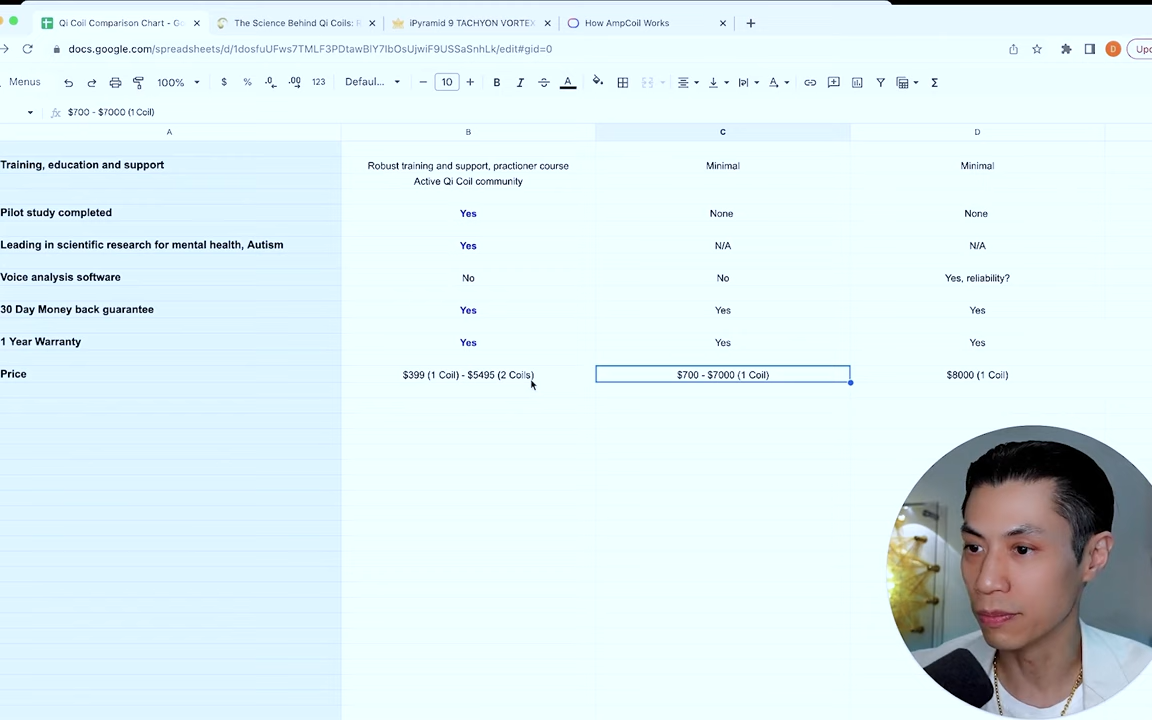 Qi Coil Comparison Chart - Go
The Science Behind Qi Coils: R
iPyramid 9 TACHYON VORTEX
How AmpCoil Works
docs.google.com/spreadsheets/d/1dosfuUFws7TMLF3PDtawBlY7IbOsUjwiF9USSaSnhLk/edit#gid=0
D
Menus
100%
$
%
.0
.00
123
Defaul...
10
B
I
A
$700 - $7000 (1 Coil)
A
B
C
D
Training, education and support
Robust training and support, practioner course
Active Qi Coil community
Minimal
Minimal
Pilot study completed
Yes
None
None
Leading in scientific research for mental health, Autism
Yes
N/A
N/A
Voice analysis software
No
No
Yes, reliability?
30 Day Money back guarantee
Yes
Yes
Yes
1 Year Warranty
Yes
Yes
Yes
Price
$399 (1 Coil) - $5495 (2 Coils)
$700 - $7000 (1 Coil)
$8000 (1 Coil)